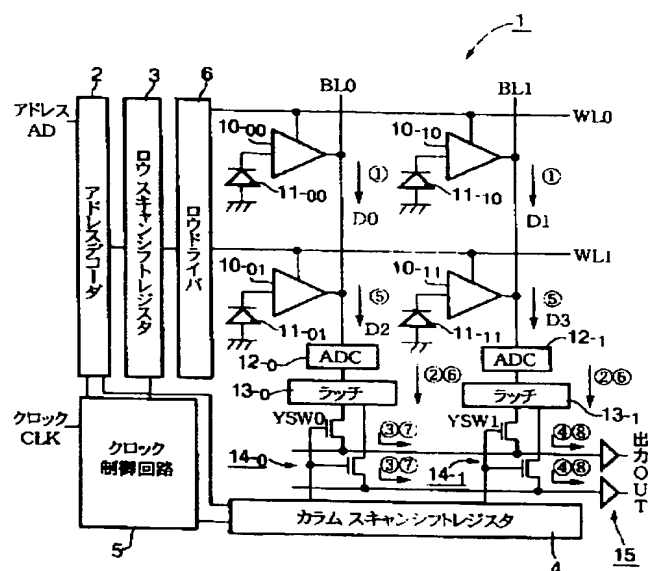 1
2 3 6 BL0 BL1
アドレス
AD
アドレスデコーダ
ロウスキャンシフトレジスタ
ロウドライバ
WL0
10-00
11-00
① D0
10-10
11-10
① D1
WL1
10-01
11-01
⑤ D2
10-11
11-11
⑤ D3
12-0 ADC
ADC 12-1
13-0 ラッチ
②⑥
ラッチ 13-1
②⑥
YSW0
③⑦
YSW1
④⑧
14-0
③⑦
14-1
④⑧
出力
OUT
15
クロック
CLK
クロック
制御回路
5
カラム スキャンシフトレジスタ
4